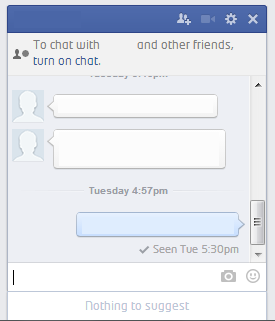 To chat with and other friends,
turn on chat.
Tuesday 4:57pm
Seen Tue 5:30pm
Nothing to suggest